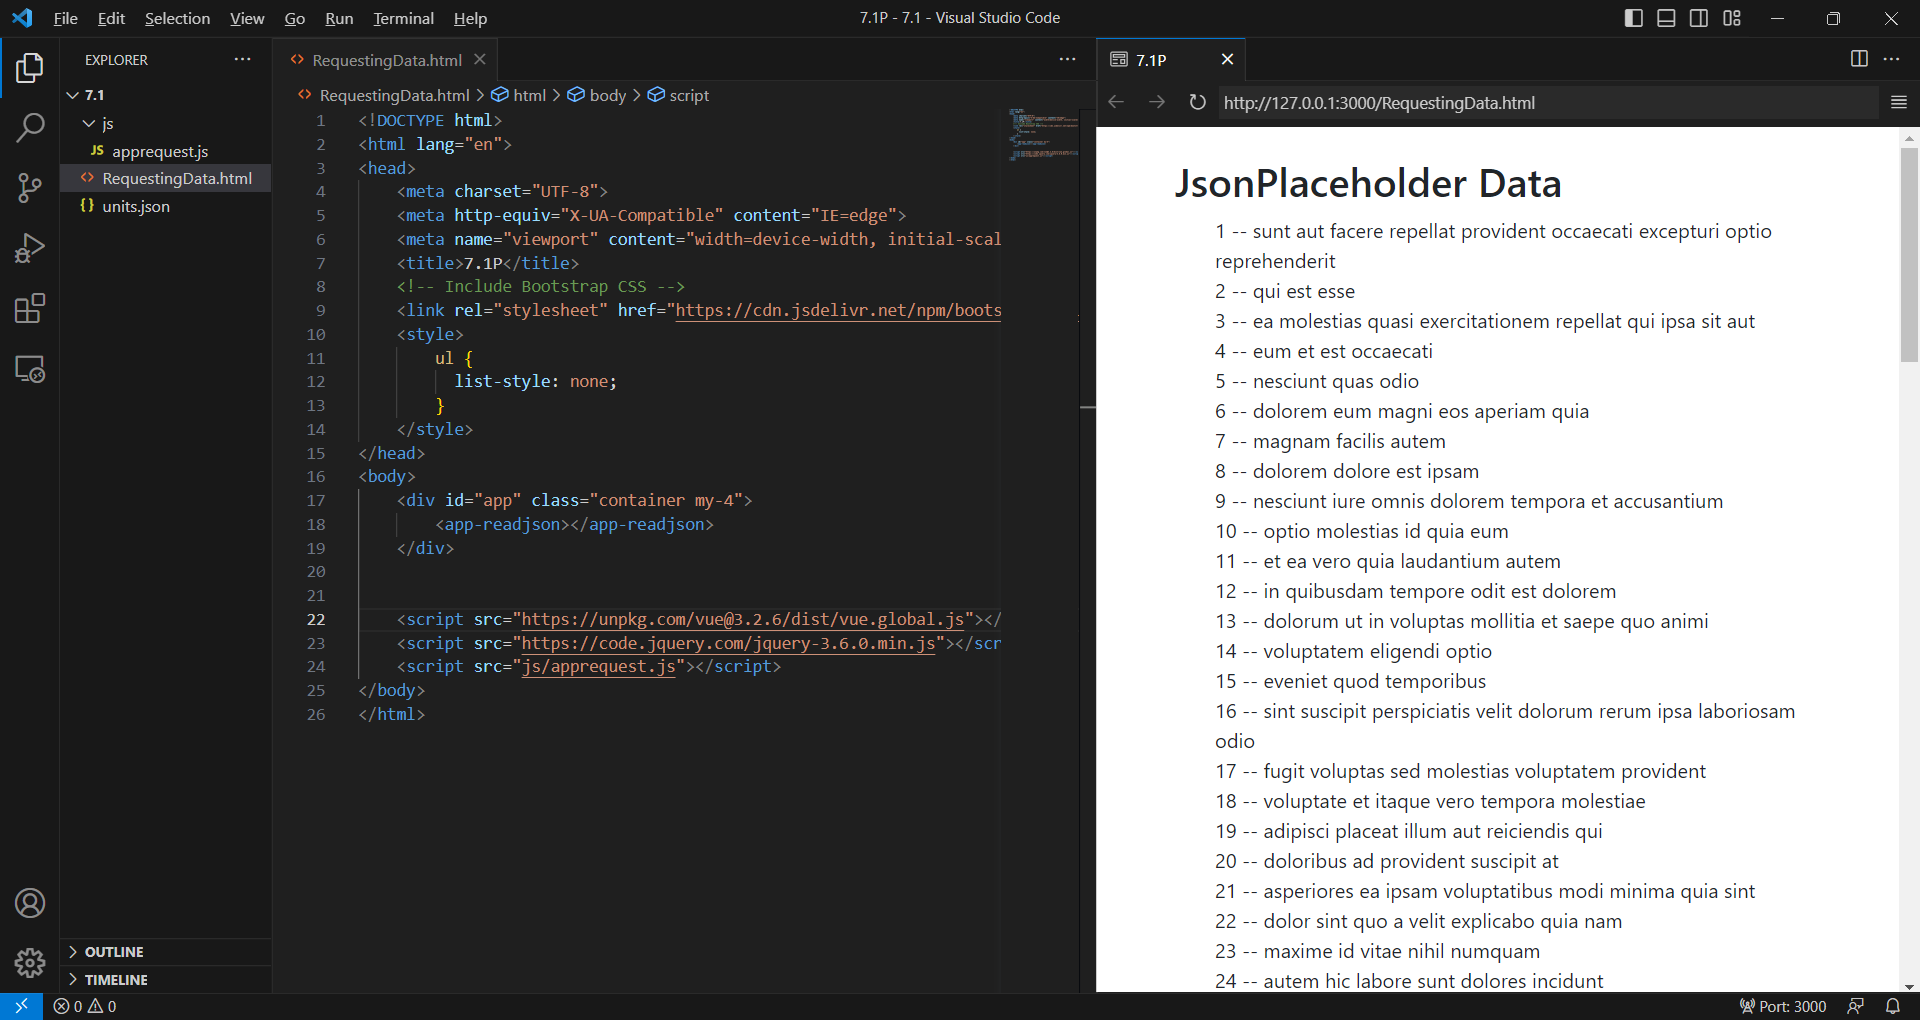 File Edit Selection View Go Run Terminal Help
7.1P - 7.1 - Visual Studio Code
EXPLORER
7.1
js
JS apprequest.js
<> RequestingData.html
{} units.json
OUTLINE
TIMELINE
<> RequestingData.html
<> RequestingData.html > html > body > script
1 <!DOCTYPE html>
2 <html lang="en">
3 <head>
4 <meta charset="UTF-8">
5 <meta http-equiv="X-UA-Compatible" content="IE=edge">
6 <meta name="viewport" content="width=device-width, initial-scal
7 <title>7.1P</title>
8 <!-- Include Bootstrap CSS -->
9 <link rel="stylesheet" href="https://cdn.jsdelivr.net/npm/boots
10 <style>
11 ul {
12 list-style: none;
13 }
14 </style>
15 </head>
16 <body>
17 <div id="app" class="container my-4">
18 <app-readjson></app-readjson>
19 </div>
20
21
22 <script src="https://unpkg.com/vue@3.2.6/dist/vue.global.js"></
23 <script src="https://code.jquery.com/jquery-3.6.0.min.js"></scr
24 <script src="js/apprequest.js"></script>
25 </body>
26 </html>
7.1P
http://127.0.0.1:3000/RequestingData.html
JsonPlaceholder Data
1 -- sunt aut facere repellat provident occaecati excepturi optio
reprehenderit
2 -- qui est esse
3 -- ea molestias quasi exercitationem repellat qui ipsa sit aut
4 -- eum et est occaecati
5 -- nesciunt quas odio
6 -- dolorem eum magni eos aperiam quia
7 -- magnam facilis autem
8 -- dolorem dolore est ipsam
9 -- nesciunt iure omnis dolorem tempora et accusantium
10 -- optio molestias id quia eum
11 -- et ea vero quia laudantium autem
12 -- in quibusdam tempore odit est dolorem
13 -- dolorum ut in voluptas mollitia et saepe quo animi
14 -- voluptatem eligendi optio
15 -- eveniet quod temporibus
16 -- sint suscipit perspiciatis velit dolorum rerum ipsa laboriosam
odio
17 -- fugit voluptas sed molestias voluptatem provident
18 -- voluptate et itaque vero tempora molestiae
19 -- adipisci placeat illum aut reiciendis qui
20 -- doloribus ad provident suscipit at
21 -- asperiores ea ipsam voluptatibus modi minima quia sint
22 -- dolor sint quo a velit explicabo quia nam
23 -- maxime id vitae nihil numquam
24 -- autem hic labore sunt dolores incidunt
0 0
Port: 3000